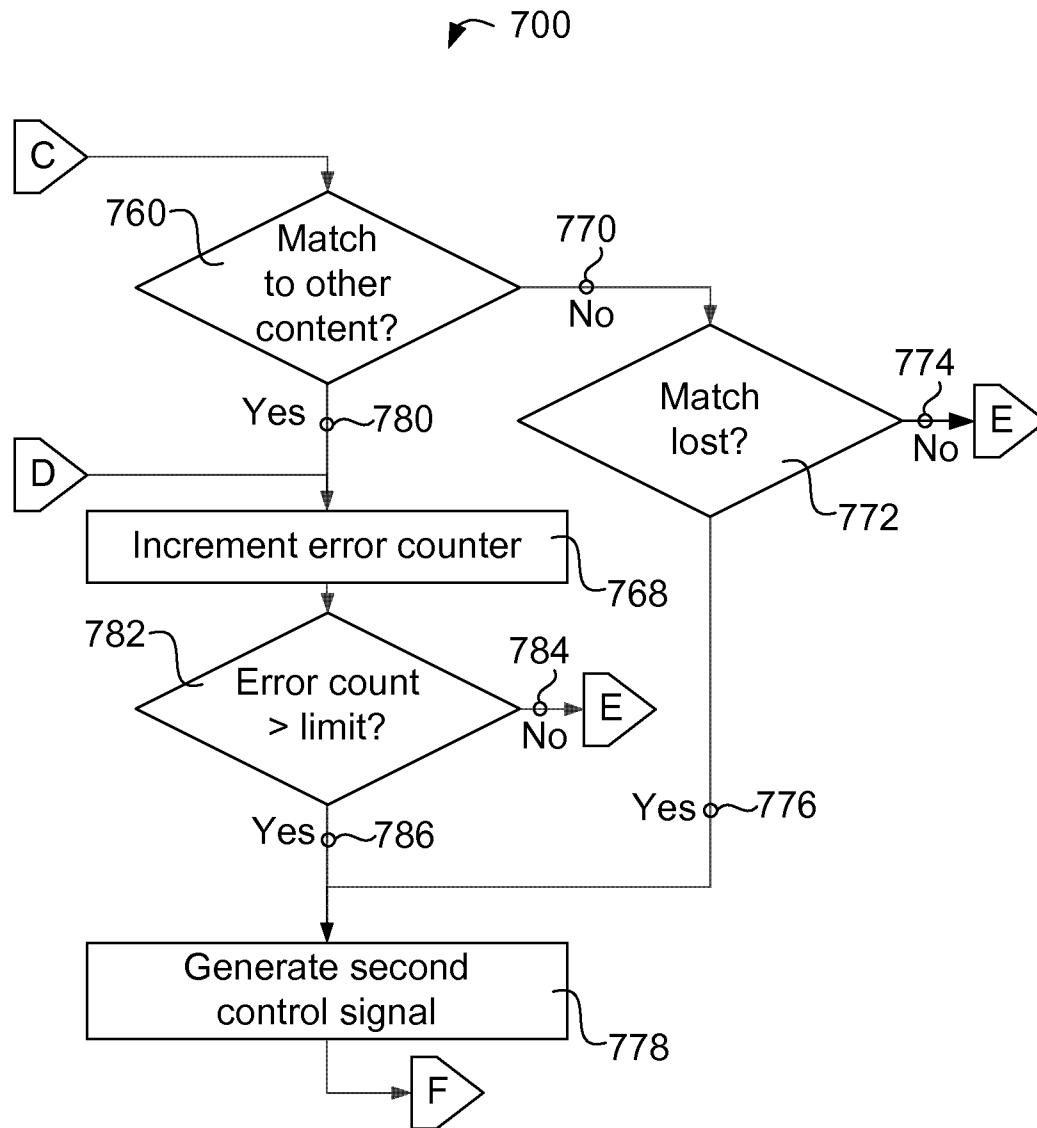 700
C
760
Match
to other
content?
770
No
Match
lost?
774
No
E
772
Yes
780
D
Increment error counter
768
782
Error count
> limit?
784
No
E
Yes
786
Yes
776
Generate second
control signal
778
F